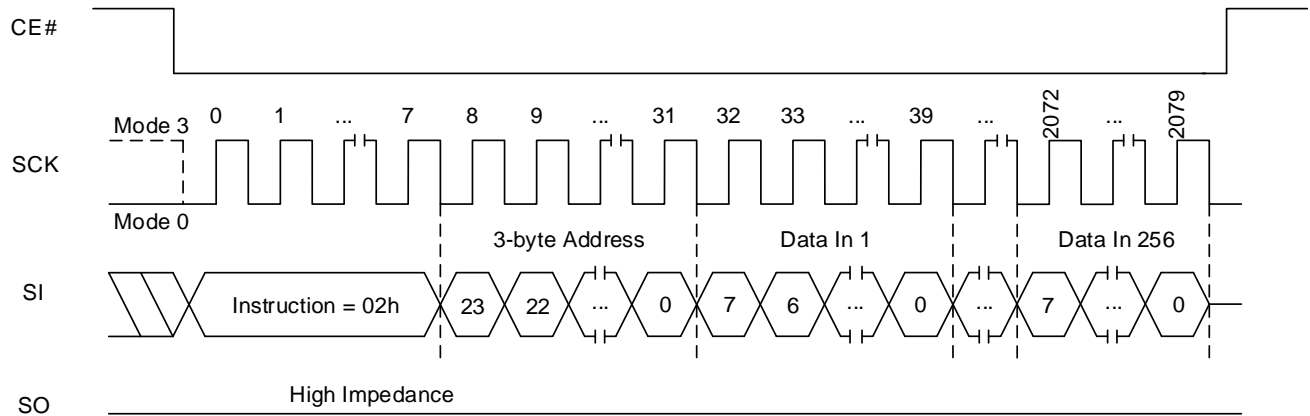 CE#
0 1 ... 7 8 9 ... 31 32 33 ... 39 ... 2072 ... 2079
Mode 3
SCK
Mode 0
3-byte Address Data In 1 Data In 256
SI
Instruction = 02h 23 22 ... 0 7 6 ... 0 ... 7 ... 0
High Impedance
SO